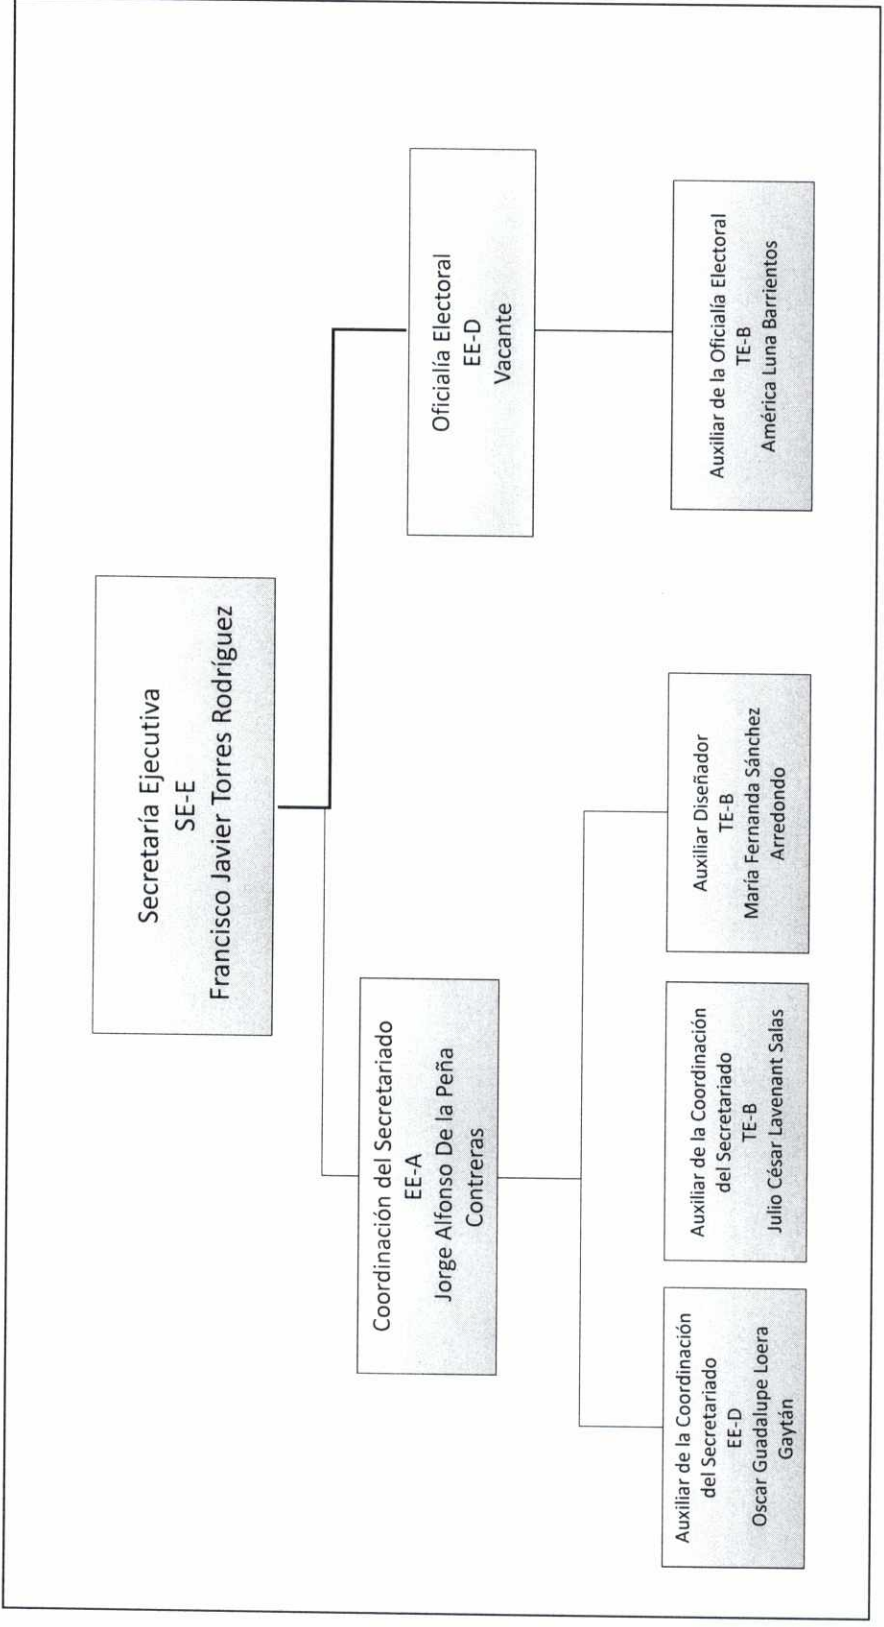 Secretaría Ejecutiva
SE-E
Francisco Javier Torres Rodríguez
Coordinación del Secretariado
EE-A
Jorge Alfonso De la Peña
Contreras
Oficialía Electoral
EE-D
Vacante
Auxiliar de la Coordinación
del Secretariado
EE-D
Oscar Guadalupe Loera
Gaytán
Auxiliar de la Coordinación
del Secretariado
TE-B
Julio César Lavenant Salas
Auxiliar Diseñador
TE-B
María Fernanda Sánchez
Arredondo
Auxiliar de la Oficialía Electoral
TE-B
América Luna Barrientos